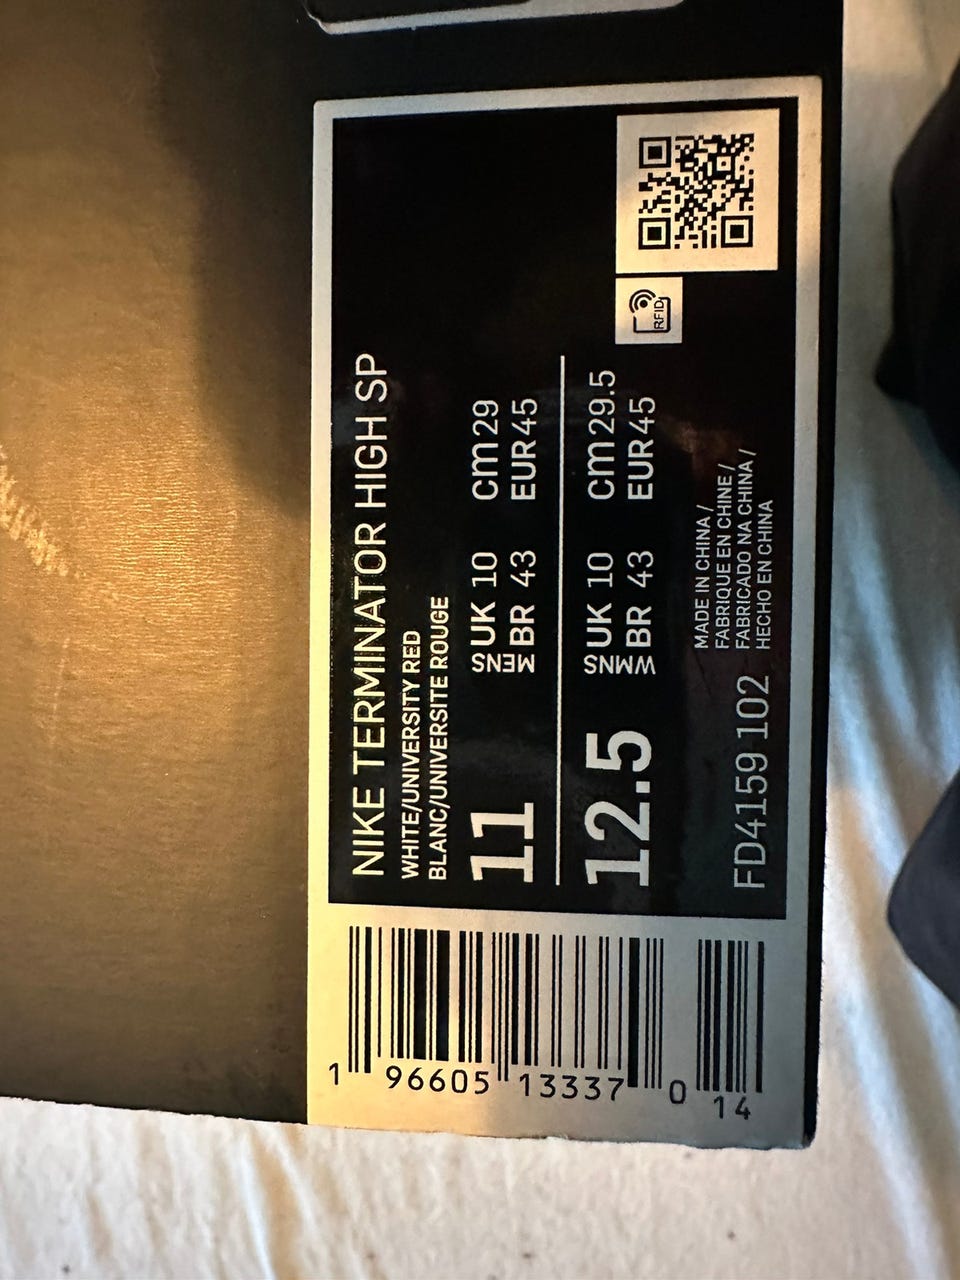 NIKE TERMINATOR HIGH SP
WHITE/UNIVERSITY RED
BLANC/UNIVERSITE ROUGE
11 MENS UK 10 cm 29
BR 43 EUR 45
12.5 WMNS UK 10 cm 29.5
BR 43 EUR 45
FD4159 102
MADE IN CHINA /
FABRIQUE EN CHINE /
FABRICADO NA CHINA /
HECHO EN CHINA
RFID
1 96605 13337 0 14